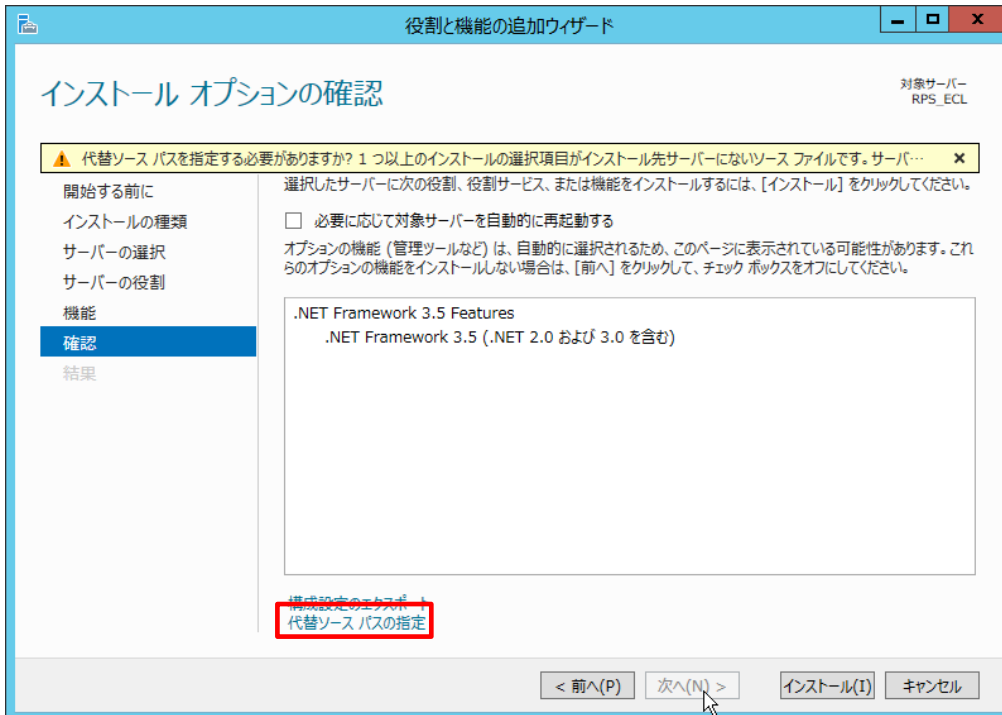 役割と機能の追加ウィザード
インストール オプションの確認
対象サーバー
RPS_ECL
代替ソース パスを指定する必要がありますか? 1 つ以上のインストールの選択項目がインストール先サーバーにないソース ファイルです。サーバ…
開始する前に
インストールの種類
サーバーの選択
サーバーの役割
機能
確認
結果
選択したサーバーに次の役割、役割サービス、または機能をインストールするには、[インストール] をクリックしてください。
必要に応じて対象サーバーを自動的に再起動する
オプションの機能 (管理ツールなど) は、自動的に選択されるため、このページに表示されている可能性があります。これ
らのオプションの機能をインストールしない場合は、[前へ] をクリックして、チェック ボックスをオフにしてください。
.NET Framework 3.5 Features
.NET Framework 3.5 (.NET 2.0 および 3.0 を含む)
構成設定のエクスポート
代替ソース パスの指定
< 前へ(P)
次へ(N) >
インストール(I)
キャンセル